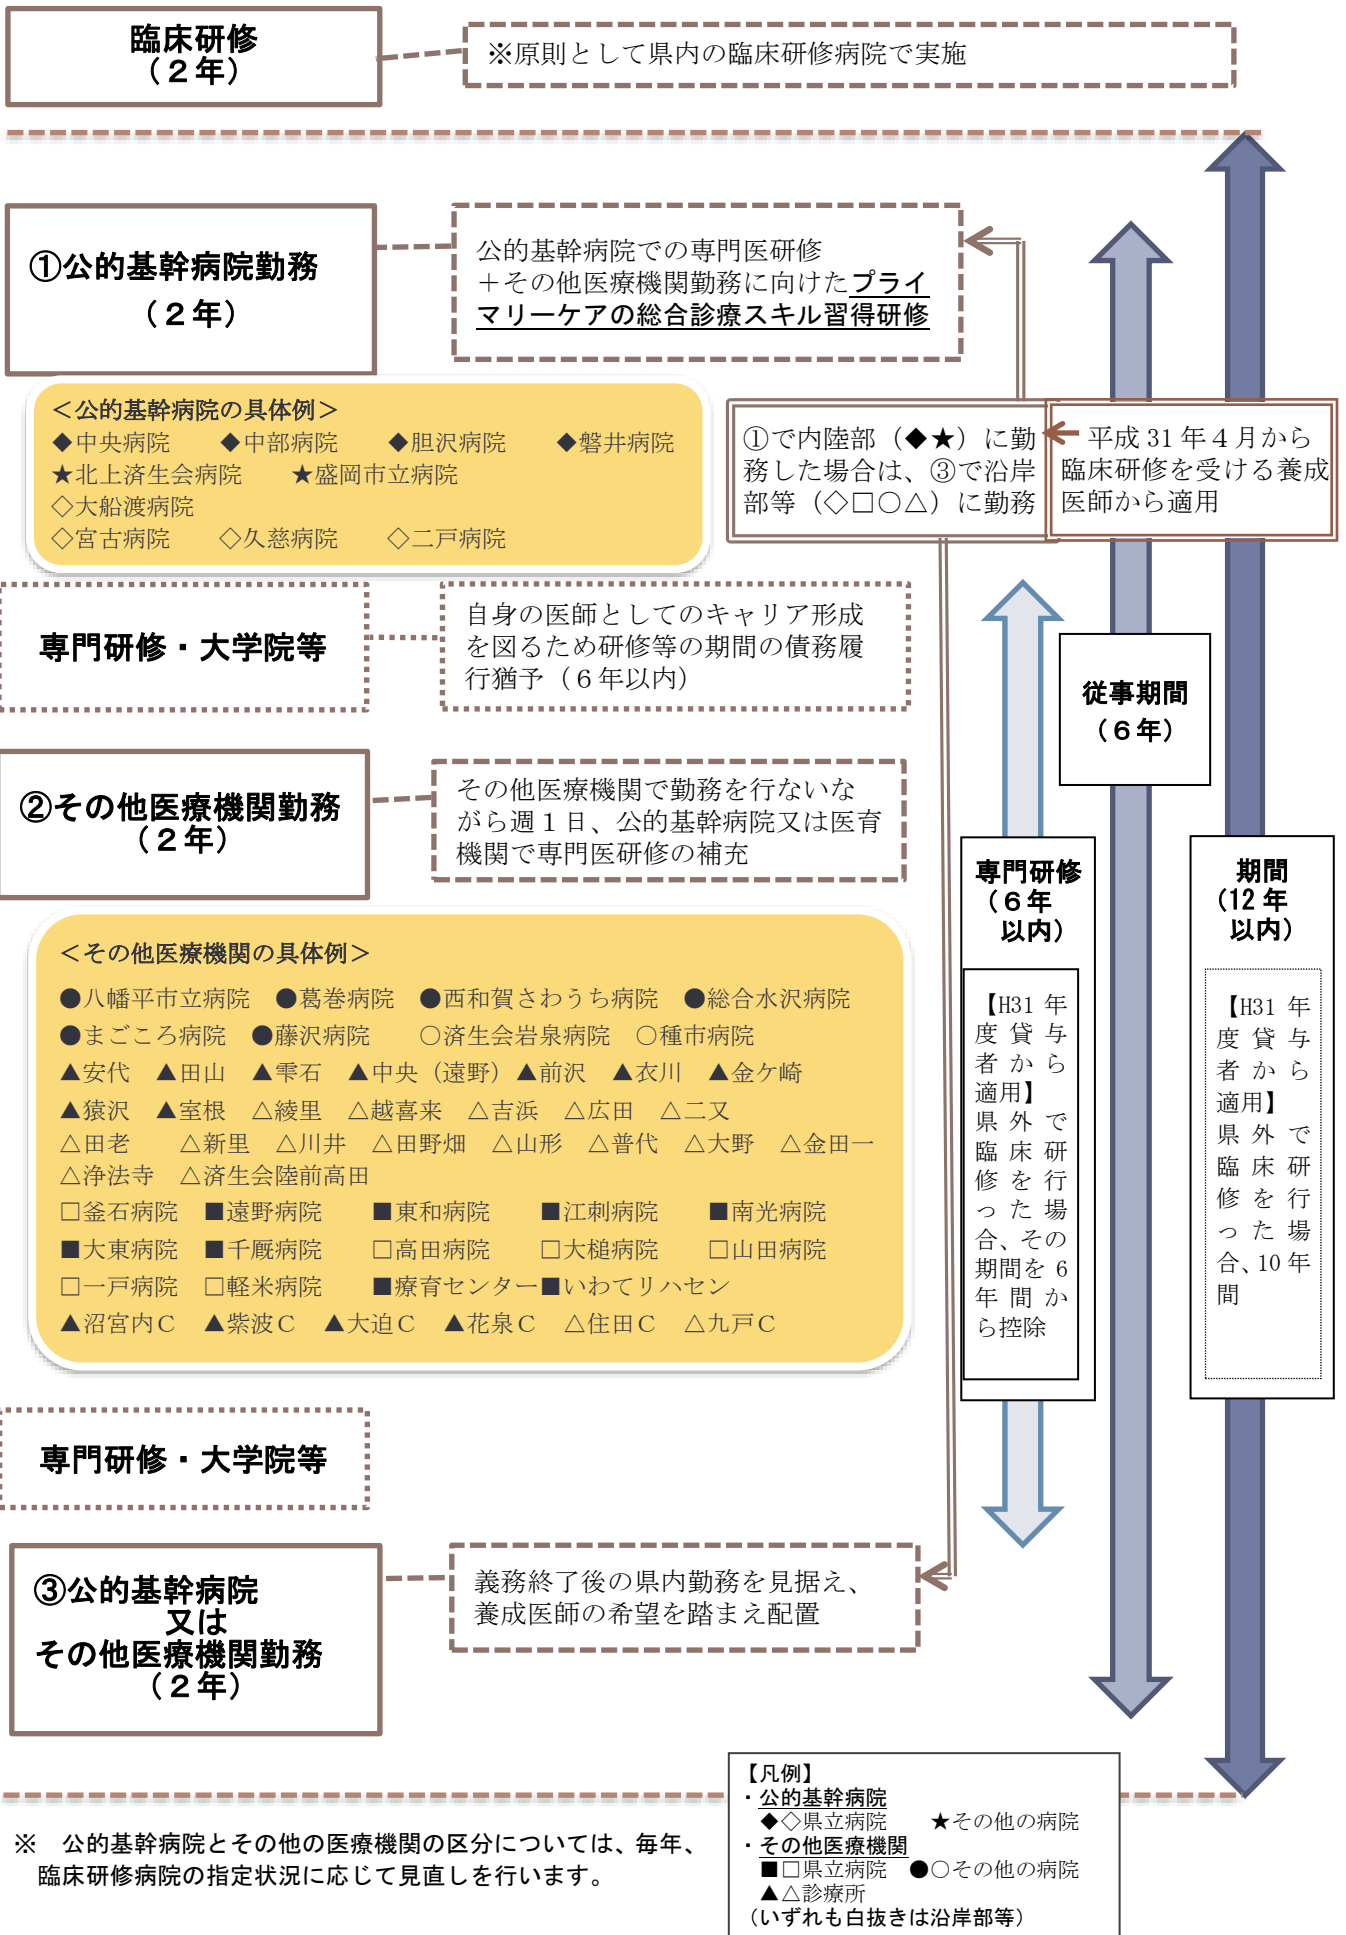 臨床研修
（２年）
※原則として県内の臨床研修病院で実施
①公的基幹病院勤務
（２年）
公的基幹病院での専門医研修
＋その他医療機関勤務に向けたプライ
マリーケアの総合診療スキル習得研修
＜公的基幹病院の具体例＞
◆中央病院　◆中部病院　◆胆沢病院　◆磐井病院
★北上済生会病院　★盛岡市立病院
◇大船渡病院
◇宮古病院　◇久慈病院　◇二戸病院
①で内陸部（◆★）に勤
務した場合は、③で沿岸
部等（◇□○△）に勤務
平成 31 年４月から
臨床研修を受ける養成
医師から適用
専門研修・大学院等
自身の医師としてのキャリア形成
を図るため研修等の期間の債務履
行猶予（６年以内）
従事期間
（６年）
②その他医療機関勤務
（２年）
その他医療機関で勤務を行ないな
がら週１日、公的基幹病院又は医育
機関で専門医研修の補充
＜その他医療機関の具体例＞
●八幡平市立病院　●葛巻病院　●西和賀さわうち病院　●総合水沢病院
●まごころ病院　●藤沢病院　○済生会岩泉病院　○種市病院
▲安代　▲田山　▲雫石　▲中央（遠野）▲前沢　▲衣川　▲金ケ崎
▲猿沢　▲室根　△綾里　△越喜来　△吉浜　△広田　△二又
△田老　△新里　△川井　△田野畑　△山形　△普代　△大野　△金田一
△浄法寺　△済生会陸前高田
□釜石病院　■遠野病院　■東和病院　■江刺病院　■南光病院
■大東病院　■千厩病院　□高田病院　□大槌病院　□山田病院
□一戸病院　□軽米病院　■療育センター■いわてリハセン
▲沼宮内Ｃ　▲紫波Ｃ　▲大迫Ｃ　▲花泉Ｃ　△住田Ｃ　△九戸Ｃ
専門研修
（６年
以内）
【H31 年
度貸与
者から
適用】
県外で
臨床研
修を行
った場
合、その
期間を 6
年間か
ら控除
期間
（12 年
以内）
【H31 年
度貸与
者から
適用】
県外で
臨床研
修を行
った場
合、10 年
間
専門研修・大学院等
③公的基幹病院
又は
その他医療機関勤務
（２年）
義務終了後の県内勤務を見据え、
養成医師の希望を踏まえ配置
※　公的基幹病院とその他の医療機関の区分については、毎年、
臨床研修病院の指定状況に応じて見直しを行います。
【凡例】
・公的基幹病院
◆◇県立病院　★その他の病院
・その他医療機関
■□県立病院　●○その他の病院
▲△診療所
（いずれも白抜きは沿岸部等）